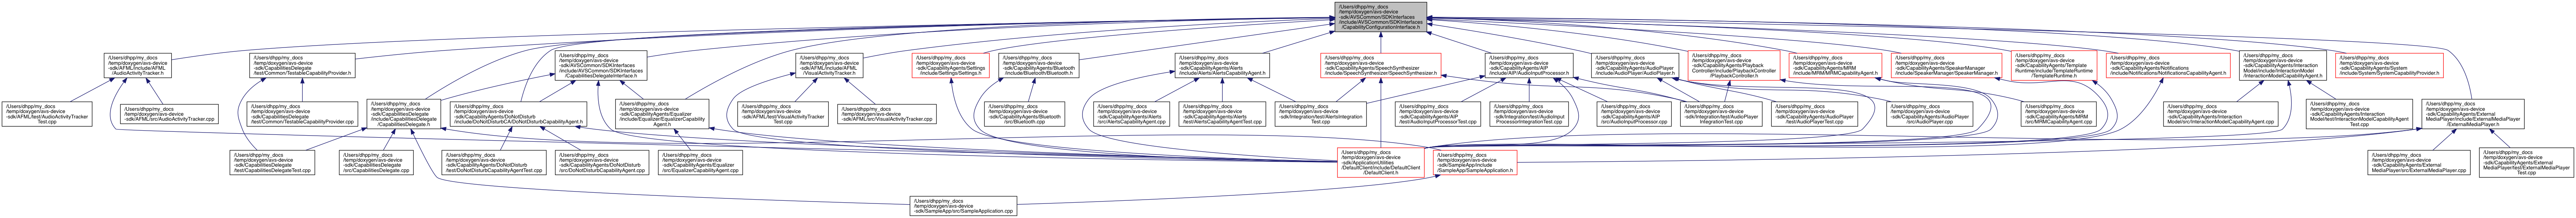 /Users/dhpp/my_docs
/temp/doxygen/avs-device
-sdk/AVSCommon/SDKInterfaces
/include/AVSCommon/SDKInterfaces
/CapabilityConfigurationInterface.h
/Users/dhpp/my_docs
/temp/doxygen/avs-device
-sdk/AFML/include/AFML
/AudioActivityTracker.h
/Users/dhpp/my_docs
/temp/doxygen/avs-device
-sdk/CapabilitiesDelegate
/test/Common/TestableCapabilityProvider.h
/Users/dhpp/my_docs
/temp/doxygen/avs-device
-sdk/AVSCommon/SDKInterfaces
/include/AVSCommon/SDKInterfaces
/CapabilitiesDelegateInterface.h
/Users/dhpp/my_docs
/temp/doxygen/avs-device
-sdk/AFML/include/AFML
/VisualActivityTracker.h
/Users/dhpp/my_docs
/temp/doxygen/avs-device
-sdk/CapabilityAgents/Settings
/include/Settings/Settings.h
/Users/dhpp/my_docs
/temp/doxygen/avs-device
-sdk/CapabilityAgents/Bluetooth
/include/Bluetooth/Bluetooth.h
/Users/dhpp/my_docs
/temp/doxygen/avs-device
-sdk/CapabilityAgents/Alerts
/include/Alerts/AlertsCapabilityAgent.h
/Users/dhpp/my_docs
/temp/doxygen/avs-device
-sdk/CapabilityAgents/SpeechSynthesizer
/include/SpeechSynthesizer/SpeechSynthesizer.h
/Users/dhpp/my_docs
/temp/doxygen/avs-device
-sdk/CapabilityAgents/AIP
/include/AIP/AudioInputProcessor.h
/Users/dhpp/my_docs
/temp/doxygen/avs-device
-sdk/CapabilityAgents/AudioPlayer
/include/AudioPlayer/AudioPlayer.h
/Users/dhpp/my_docs
/temp/doxygen/avs-device
-sdk/CapabilityAgents/Playback
Controller/include/PlaybackController
/PlaybackController.h
/Users/dhpp/my_docs
/temp/doxygen/avs-device
-sdk/CapabilityAgents/MRM
/include/MRM/MRMCapabilityAgent.h
/Users/dhpp/my_docs
/temp/doxygen/avs-device
-sdk/CapabilityAgents/SpeakerManager
/include/SpeakerManager/SpeakerManager.h
/Users/dhpp/my_docs
/temp/doxygen/avs-device
-sdk/CapabilityAgents/Template
Runtime/include/TemplateRuntime
/TemplateRuntime.h
/Users/dhpp/my_docs
/temp/doxygen/avs-device
-sdk/CapabilityAgents/Notifications
/include/Notifications/NotificationsCapabilityAgent.h
/Users/dhpp/my_docs
/temp/doxygen/avs-device
-sdk/CapabilityAgents/Interaction
Model/include/InteractionModel
/InteractionModelCapabilityAgent.h
/Users/dhpp/my_docs
/temp/doxygen/avs-device
-sdk/CapabilityAgents/System
/include/System/SystemCapabilityProvider.h
/Users/dhpp/my_docs
/temp/doxygen/avs-device
-sdk/AFML/test/AudioActivityTracker
Test.cpp
/Users/dhpp/my_docs
/temp/doxygen/avs-device
-sdk/AFML/src/AudioActivityTracker.cpp
/Users/dhpp/my_docs
/temp/doxygen/avs-device
-sdk/CapabilitiesDelegate
/test/Common/TestableCapabilityProvider.cpp
/Users/dhpp/my_docs
/temp/doxygen/avs-device
-sdk/CapabilitiesDelegate
/include/CapabilitiesDelegate
/CapabilitiesDelegate.h
/Users/dhpp/my_docs
/temp/doxygen/avs-device
-sdk/CapabilityAgents/DoNotDisturb
/include/DoNotDisturbCA/DoNotDisturbCapabilityAgent.h
/Users/dhpp/my_docs
/temp/doxygen/avs-device
-sdk/CapabilityAgents/Equalizer
/include/Equalizer/EqualizerCapability
Agent.h
/Users/dhpp/my_docs
/temp/doxygen/avs-device
-sdk/AFML/test/VisualActivityTracker
Test.cpp
/Users/dhpp/my_docs
/temp/doxygen/avs-device
-sdk/AFML/src/VisualActivityTracker.cpp
/Users/dhpp/my_docs
/temp/doxygen/avs-device
-sdk/CapabilityAgents/Bluetooth
/src/Bluetooth.cpp
/Users/dhpp/my_docs
/temp/doxygen/avs-device
-sdk/CapabilityAgents/Alerts
/src/AlertsCapabilityAgent.cpp
/Users/dhpp/my_docs
/temp/doxygen/avs-device
-sdk/CapabilityAgents/Alerts
/test/AlertsCapabilityAgentTest.cpp
/Users/dhpp/my_docs
/temp/doxygen/avs-device
-sdk/Integration/test/AlertsIntegration
Test.cpp
/Users/dhpp/my_docs
/temp/doxygen/avs-device
-sdk/CapabilityAgents/AIP
/test/AudioInputProcessorTest.cpp
/Users/dhpp/my_docs
/temp/doxygen/avs-device
-sdk/Integration/test/AudioInput
ProcessorIntegrationTest.cpp
/Users/dhpp/my_docs
/temp/doxygen/avs-device
-sdk/CapabilityAgents/AIP
/src/AudioInputProcessor.cpp
/Users/dhpp/my_docs
/temp/doxygen/avs-device
-sdk/Integration/test/AudioPlayer
IntegrationTest.cpp
/Users/dhpp/my_docs
/temp/doxygen/avs-device
-sdk/CapabilityAgents/AudioPlayer
/test/AudioPlayerTest.cpp
/Users/dhpp/my_docs
/temp/doxygen/avs-device
-sdk/CapabilityAgents/AudioPlayer
/src/AudioPlayer.cpp
/Users/dhpp/my_docs
/temp/doxygen/avs-device
-sdk/CapabilityAgents/MRM
/src/MRMCapabilityAgent.cpp
/Users/dhpp/my_docs
/temp/doxygen/avs-device
-sdk/CapabilityAgents/Interaction
Model/src/InteractionModelCapabilityAgent.cpp
/Users/dhpp/my_docs
/temp/doxygen/avs-device
-sdk/CapabilityAgents/Interaction
Model/test/InteractionModelCapabilityAgent
Test.cpp
/Users/dhpp/my_docs
/temp/doxygen/avs-device
-sdk/CapabilityAgents/External
MediaPlayer/include/ExternalMediaPlayer
/ExternalMediaPlayer.h
/Users/dhpp/my_docs
/temp/doxygen/avs-device
-sdk/CapabilitiesDelegate
/test/CapabilitiesDelegateTest.cpp
/Users/dhpp/my_docs
/temp/doxygen/avs-device
-sdk/CapabilitiesDelegate
/src/CapabilitiesDelegate.cpp
/Users/dhpp/my_docs
/temp/doxygen/avs-device
-sdk/CapabilityAgents/DoNotDisturb
/test/DoNotDisturbCapabilityAgentTest.cpp
/Users/dhpp/my_docs
/temp/doxygen/avs-device
-sdk/CapabilityAgents/DoNotDisturb
/src/DoNotDisturbCapabilityAgent.cpp
/Users/dhpp/my_docs
/temp/doxygen/avs-device
-sdk/CapabilityAgents/Equalizer
/src/EqualizerCapabilityAgent.cpp
/Users/dhpp/my_docs
/temp/doxygen/avs-device
-sdk/ApplicationUtilities
/DefaultClient/include/DefaultClient
/DefaultClient.h
/Users/dhpp/my_docs
/temp/doxygen/avs-device
-sdk/SampleApp/include
/SampleApp/SampleApplication.h
/Users/dhpp/my_docs
/temp/doxygen/avs-device
-sdk/CapabilityAgents/External
MediaPlayer/src/ExternalMediaPlayer.cpp
/Users/dhpp/my_docs
/temp/doxygen/avs-device
-sdk/CapabilityAgents/External
MediaPlayer/test/ExternalMediaPlayer
Test.cpp
/Users/dhpp/my_docs
/temp/doxygen/avs-device
-sdk/SampleApp/src/SampleApplication.cpp